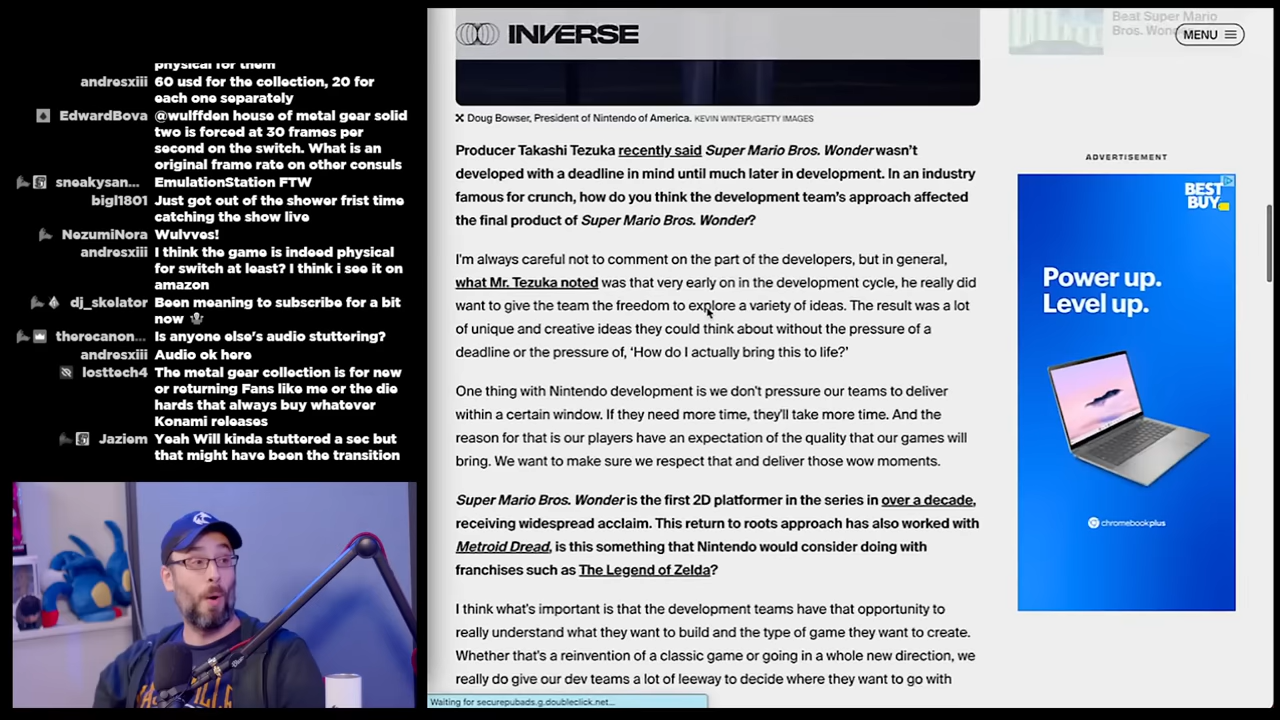 physical for them
andresxiii 60 usd for the collection, 20 for
each one separately
EdwardBova @wulffden house of metal gear solid
two is forced at 30 frames per
second on the switch. What is an
original frame rate on other consuls
sneakysan... EmulationStation FTW
bigl1801 Just got out of the shower frist time
catching the show live
NezumiNora Wulvves!
andresxiii I think the game is indeed physical
for switch at least? I think i see it on
amazon
dj_skelator Been meaning to subscribe for a bit
now
therecanon... Is anyone else's audio stuttering?
andresxiii Audio ok here
losttech4 The metal gear collection is for new
or returning Fans like me or the die
hards that always buy whatever
Konami releases
Jaziem Yeah Will kinda stuttered a sec but
that might have been the transition
INVERSE
Beat Super Mario
Bros. Won
MENU
Doug Bowser, President of Nintendo of America. KEVIN WINTER/GETTY IMAGES
Producer Takashi Tezuka recently said Super Mario Bros. Wonder wasn't
developed with a deadline in mind until much later in development. In an industry
famous for crunch, how do you think the development team's approach affected
the final product of Super Mario Bros. Wonder?
I'm always careful not to comment on the part of the developers, but in general,
what Mr. Tezuka noted was that very early on in the development cycle, he really did
want to give the team the freedom to explore a variety of ideas. The result was a lot
of unique and creative ideas they could think about without the pressure of a
deadline or the pressure of, ‘How do I actually bring this to life?’
One thing with Nintendo development is we don't pressure our teams to deliver
within a certain window. If they need more time, they'll take more time. And the
reason for that is our players have an expectation of the quality that our games will
bring. We want to make sure we respect that and deliver those wow moments.
Super Mario Bros. Wonder is the first 2D platformer in the series in over a decade,
receiving widespread acclaim. This return to roots approach has also worked with
Metroid Dread, is this something that Nintendo would consider doing with
franchises such as The Legend of Zelda?
I think what's important is that the development teams have that opportunity to
really understand what they want to build and the type of game they want to create.
Whether that's a reinvention of a classic game or going in a whole new direction, we
really do give our dev teams a lot of leeway to decide where they want to go with
ADVERTISEMENT
BEST
BUY
Power up.
Level up.
chromebookplus
Waiting for securepubads.g.doubleclick.net...